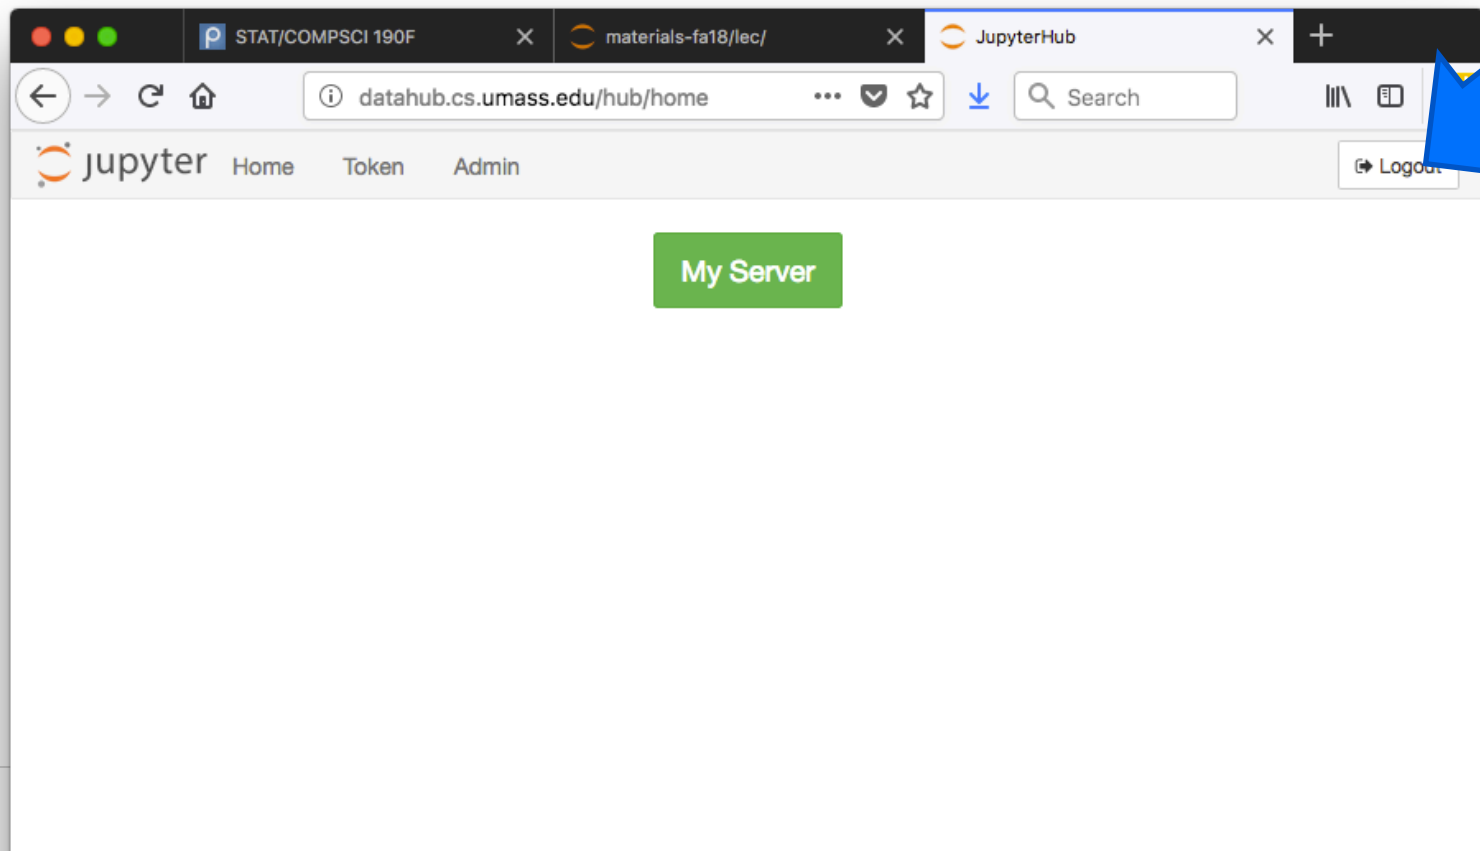 STAT/COMPSCI 190F
materials-fa18/lec/
JupyterHub
datahub.cs.umass.edu/hub/home
Search
jupyter
Home
Token
Admin
Logout
My Server